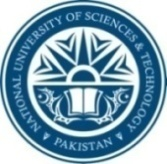 NATIONAL UNIVERSITY OF SCIENCES & TECHNOLOGY
PAKISTAN